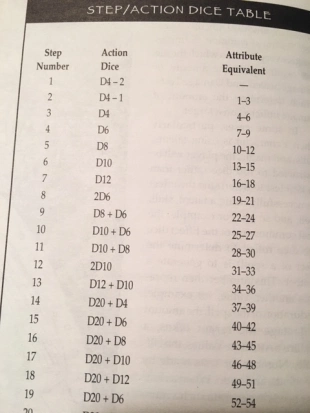 STEP/ACTION DICE TABLE
Step Number Action Dice Attribute Equivalent
1 D4 – 2 —
2 D4 – 1 1–3
3 D4 4–6
4 D6 7–9
5 D8 10–12
6 D10 13–15
7 D12 16–18
8 2D6 19–21
9 D8 + D6 22–24
10 D10 + D6 25–27
11 D10 + D8 28–30
12 2D10 31–33
13 D12 + D10 34–36
14 D20 + D4 37–39
15 D20 + D6 40–42
16 D20 + D8 43–45
17 D20 + D10 46–48
18 D20 + D12 49–51
19 D20 + D6 52–54